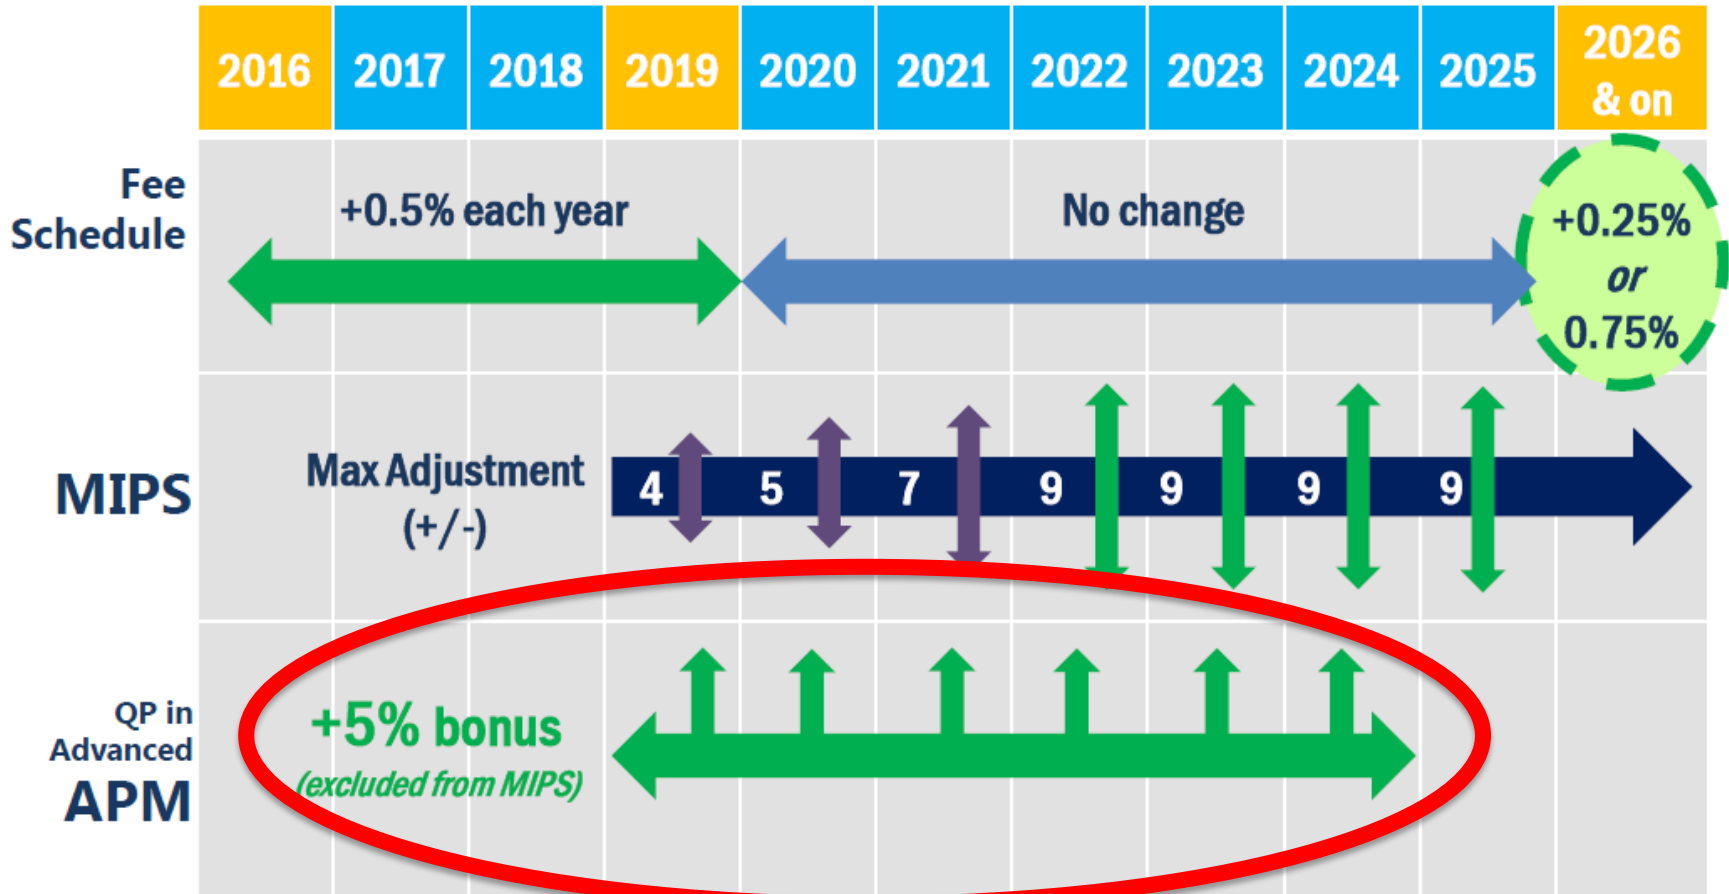 2016 2017 2018 2019 2020 2021 2022 2023 2024 2025 2026
& on
Fee
Schedule
+0.5% each year
No change
+0.25%
or
0.75%
MIPS
Max Adjustment
(+/-)
4 5 7 9 9 9 9
QP in
Advanced
APM
+5% bonus
(excluded from MIPS)